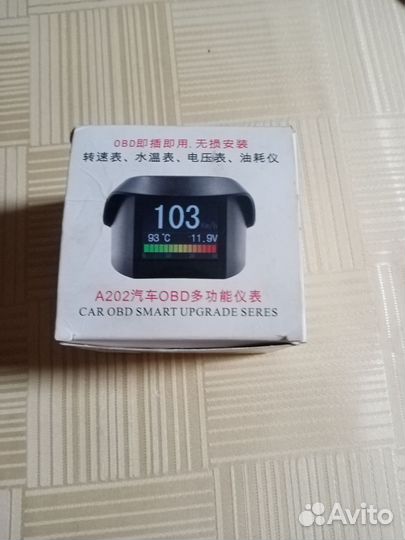 OBD即插即用,无损安装
转速表、水温表、电压表、油耗仪
103
93℃ 11.9V
A202汽车OBD多功能仪表
CAR OBD SMART UPGRADE SERES
Avito